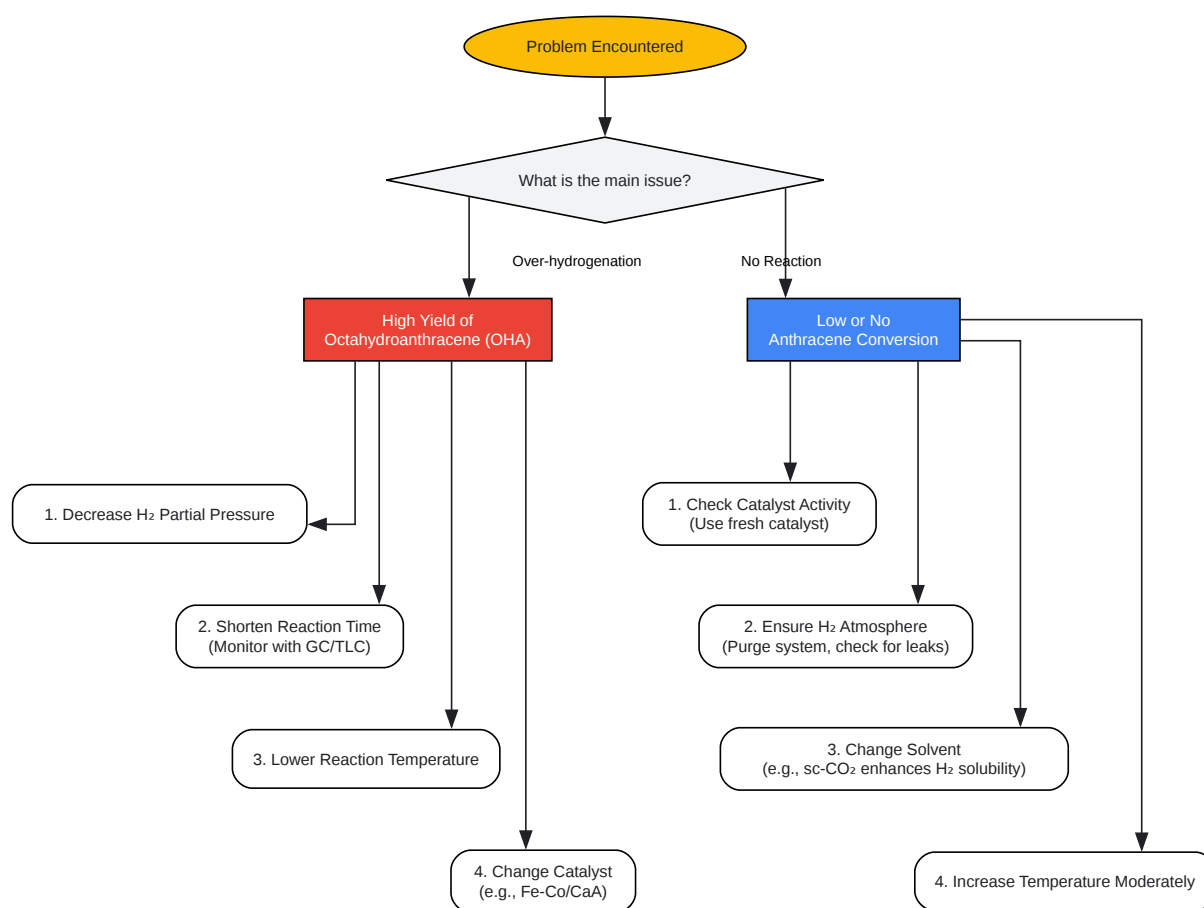 Problem Encountered
What is the main issue?
Over-hydrogenation
No Reaction
High Yield of
Octahydroanthracene (OHA)
Low or No
Anthracene Conversion
1. Decrease H₂ Partial Pressure
1. Check Catalyst Activity
(Use fresh catalyst)
2. Shorten Reaction Time
(Monitor with GC/TLC)
2. Ensure H₂ Atmosphere
(Purge system, check for leaks)
3. Lower Reaction Temperature
3. Change Solvent
(e.g., sc-CO₂ enhances H₂ solubility)
4. Change Catalyst
(e.g., Fe-Co/CaA)
4. Increase Temperature Moderately